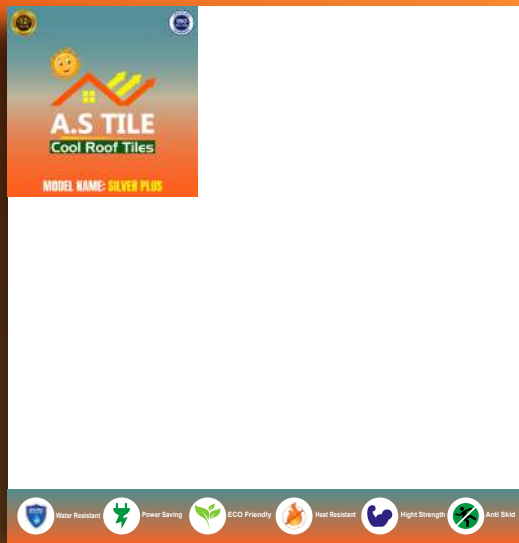 A.S TILE
Cool Roof Tiles
MODEL NAME: SILVER PLUS
Water Resistant
Power Saving
ECO Friendly
Heat Resistant
Hight Strength
Anti Skid